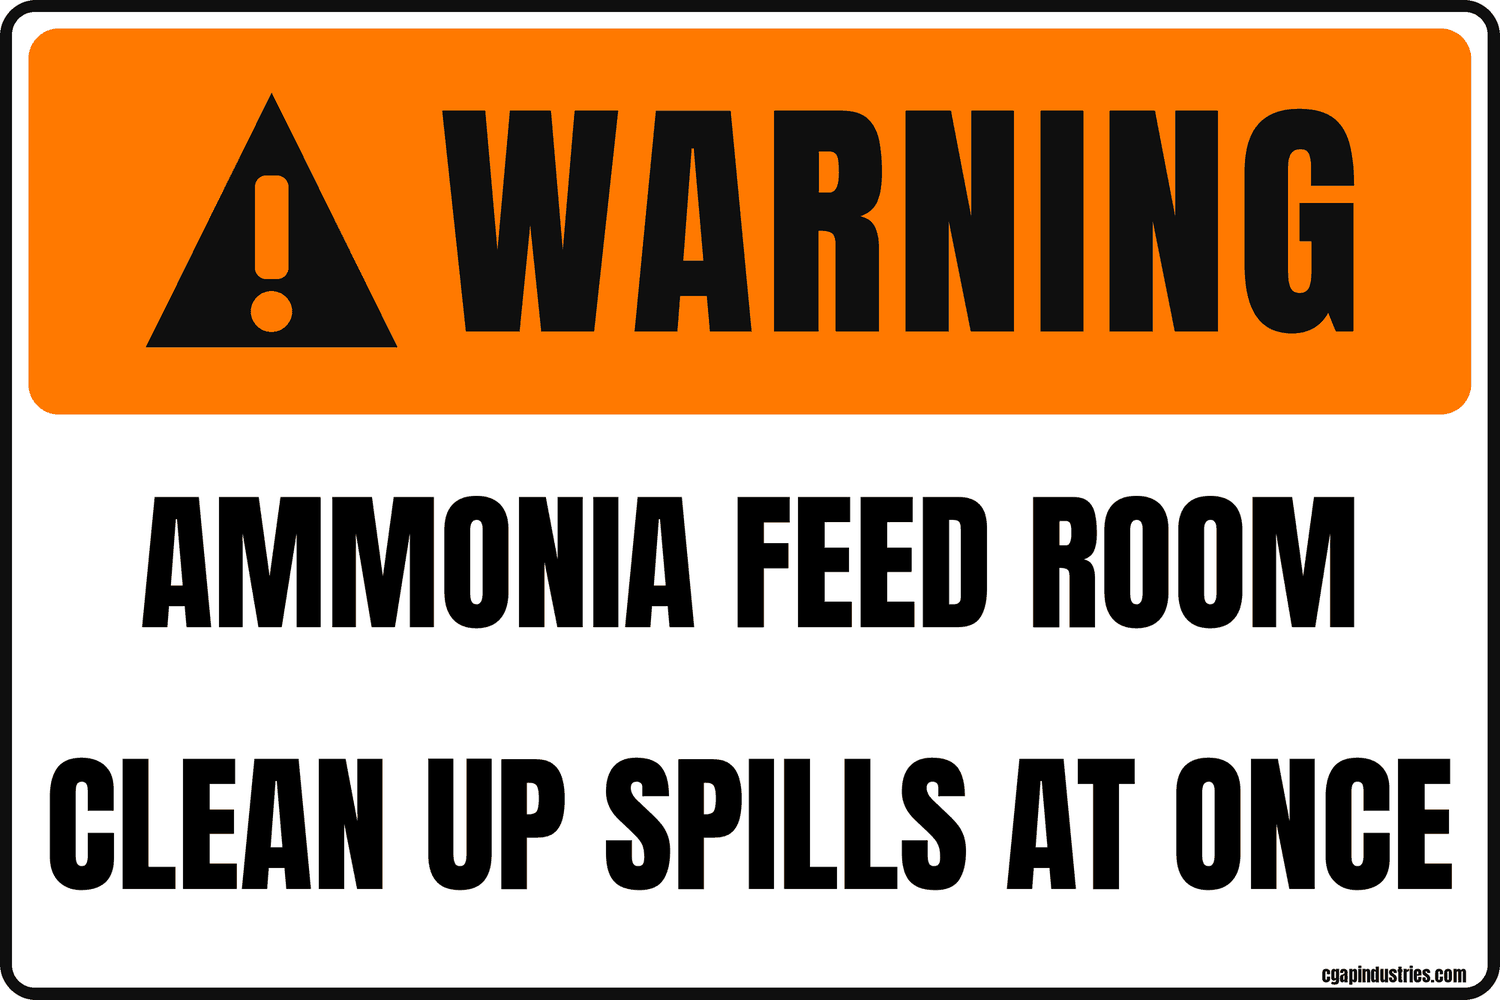 WARNING
AMMONIA FEED ROOM
CLEAN UP SPILLS AT ONCE
cgapindustries.com